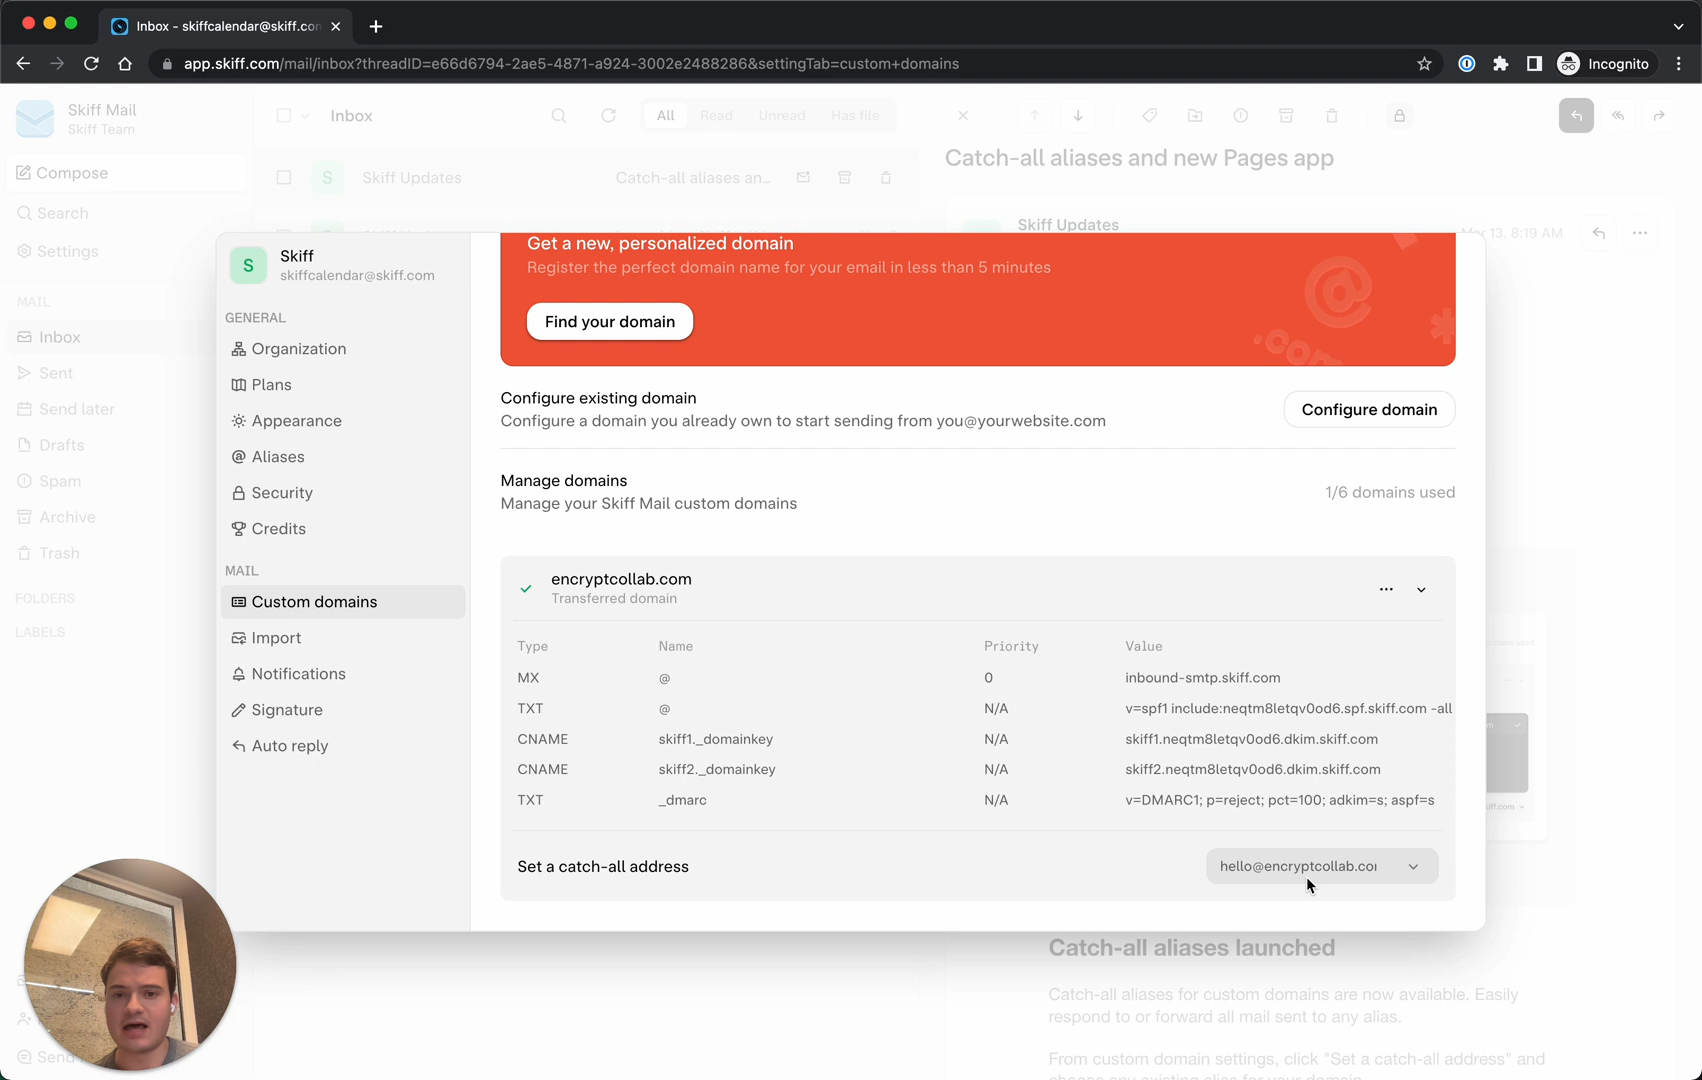 Inbox - skiffcalendar@skiff.con
app.skiff.com/mail/inbox?threadID=e66d6794-2ae5-4871-a924-3002e2488286&settingTab=custom+domains
Incognito
Skiff Mail
Skiff Team
Inbox
All
Read
Unread
Has file
Catch-all aliases and new Pages app
Compose
S
Skiff Updates
Catch-all aliases an...
Search
Settings
Skiff Updates
Mar 13, 8:19 AM
MAIL
Inbox
Sent
Send later
Drafts
Spam
Archive
Trash
FOLDERS
LABELS
S
Skiff
skiffcalendar@skiff.com
GENERAL
Organization
Plans
Appearance
Aliases
Security
Credits
MAIL
Custom domains
Import
Notifications
Signature
Auto reply
Get a new, personalized domain
Register the perfect domain name for your email in less than 5 minutes
Find your domain
@
.com
*
Configure existing domain
Configure a domain you already own to start sending from you@yourwebsite.com
Configure domain
Manage domains
Manage your Skiff Mail custom domains
1/6 domains used
encryptcollab.com
Transferred domain
Type Name Priority Value
MX @ 0 inbound-smtp.skiff.com
TXT @ N/A v=spf1 include:neqtm8letqv0od6.spf.skiff.com -all
CNAME skiff1._domainkey N/A skiff1.neqtm8letqv0od6.dkim.skiff.com
CNAME skiff2._domainkey N/A skiff2.neqtm8letqv0od6.dkim.skiff.com
TXT _dmarc N/A v=DMARC1; p=reject; pct=100; adkim=s; aspf=s
Set a catch-all address
hello@encryptcollab.co
Catch-all aliases launched
Catch-all aliases for custom domains are now available. Easily
respond to or forward all mail sent to any alias.
From custom domain settings, click "Set a catch-all address" and
choose any existing alias for your domain.
Send